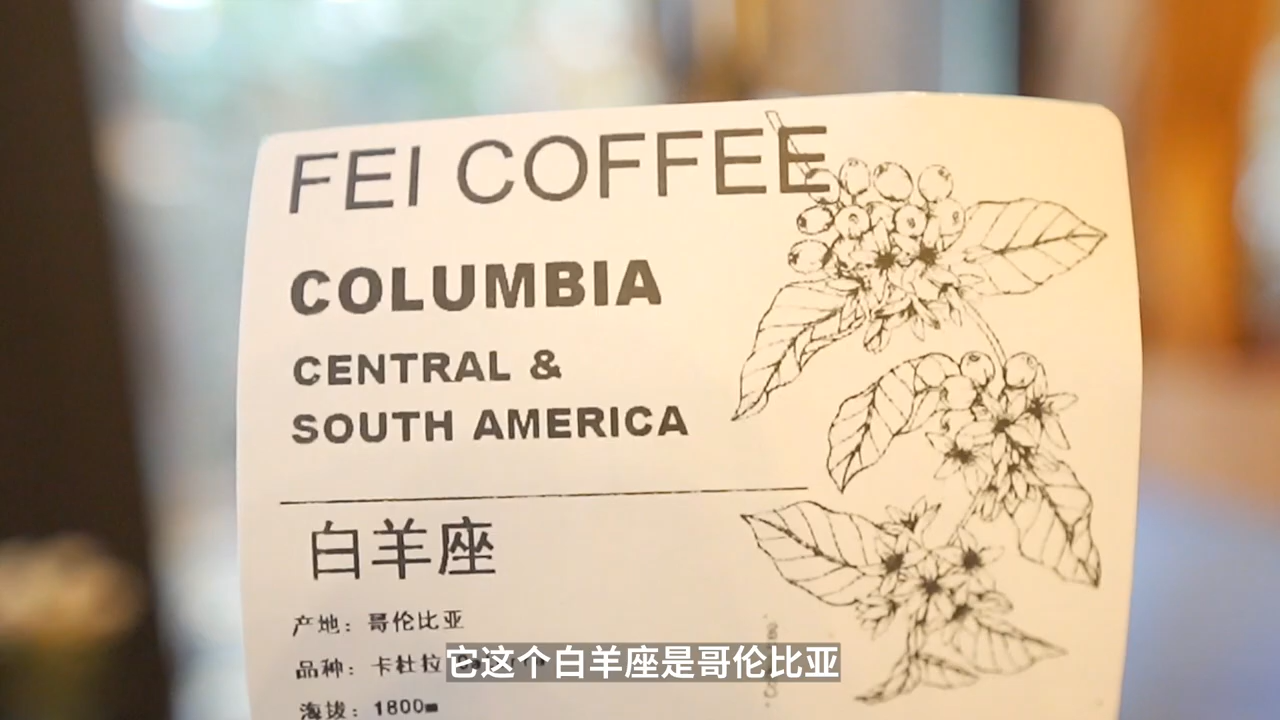 FEI COFFEE
COLUMBIA
CENTRAL &
SOUTH AMERICA
白羊座
产地：哥伦比亚
品种：卡杜拉
海拔：1800m
它这个白羊座是哥伦比亚